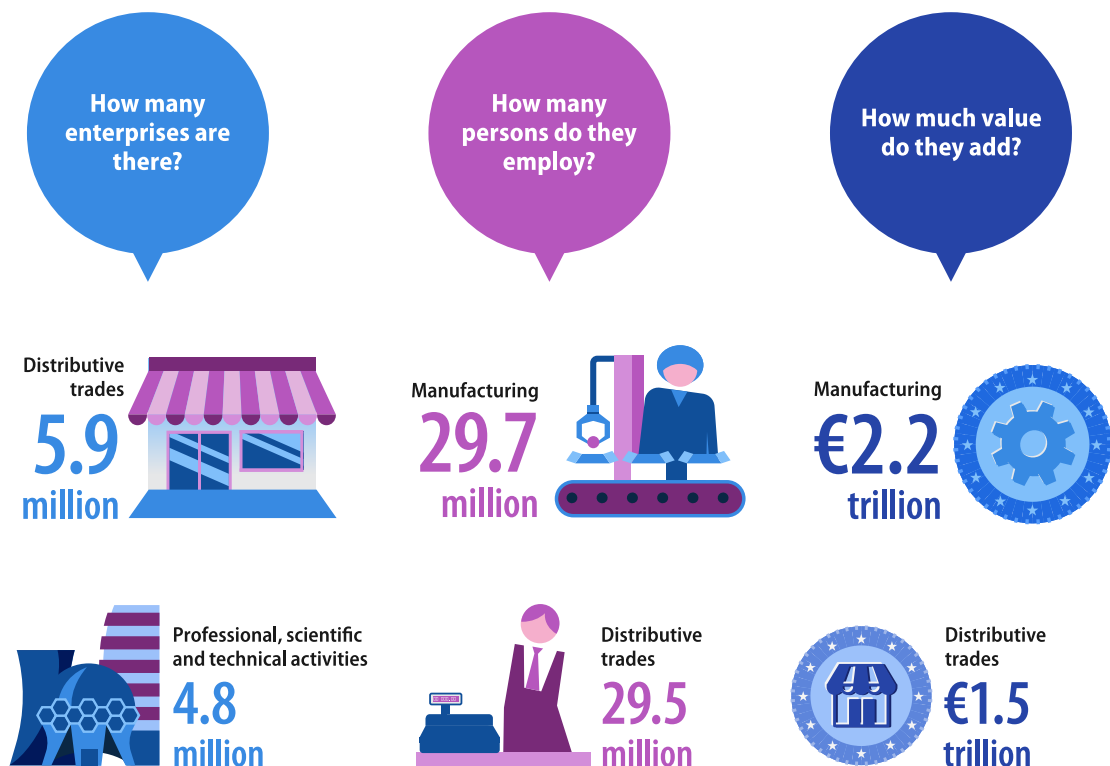 How many
enterprises are
there?
How many
persons do they
employ?
How much value
do they add?
Distributive
trades
5.9
million
Manufacturing
29.7
million
Manufacturing
€2.2
trillion
Professional, scientific
and technical activities
4.8
million
Distributive
trades
29.5
million
Distributive
trades
€1.5
trillion